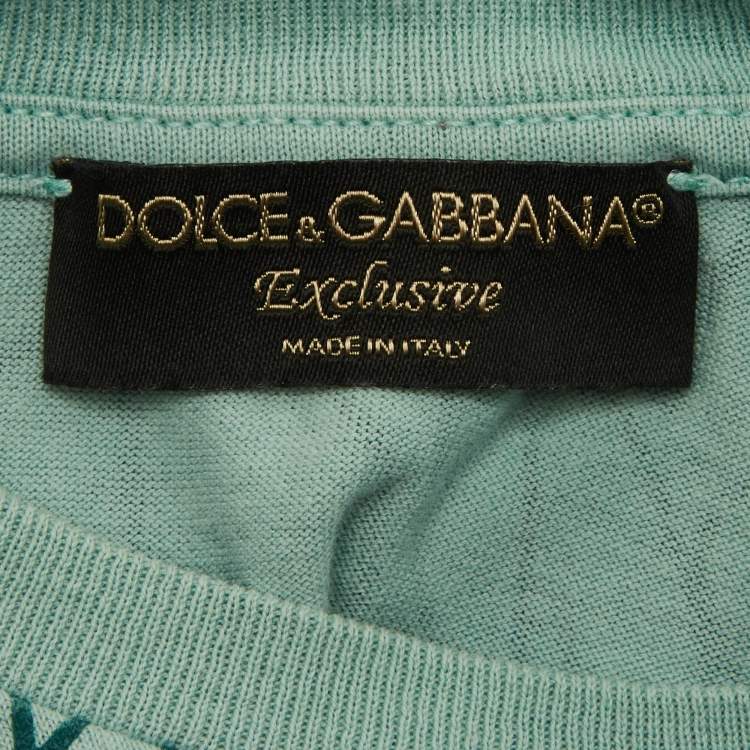 DOLCE & GABBANA®
Exclusive
MADE IN ITALY